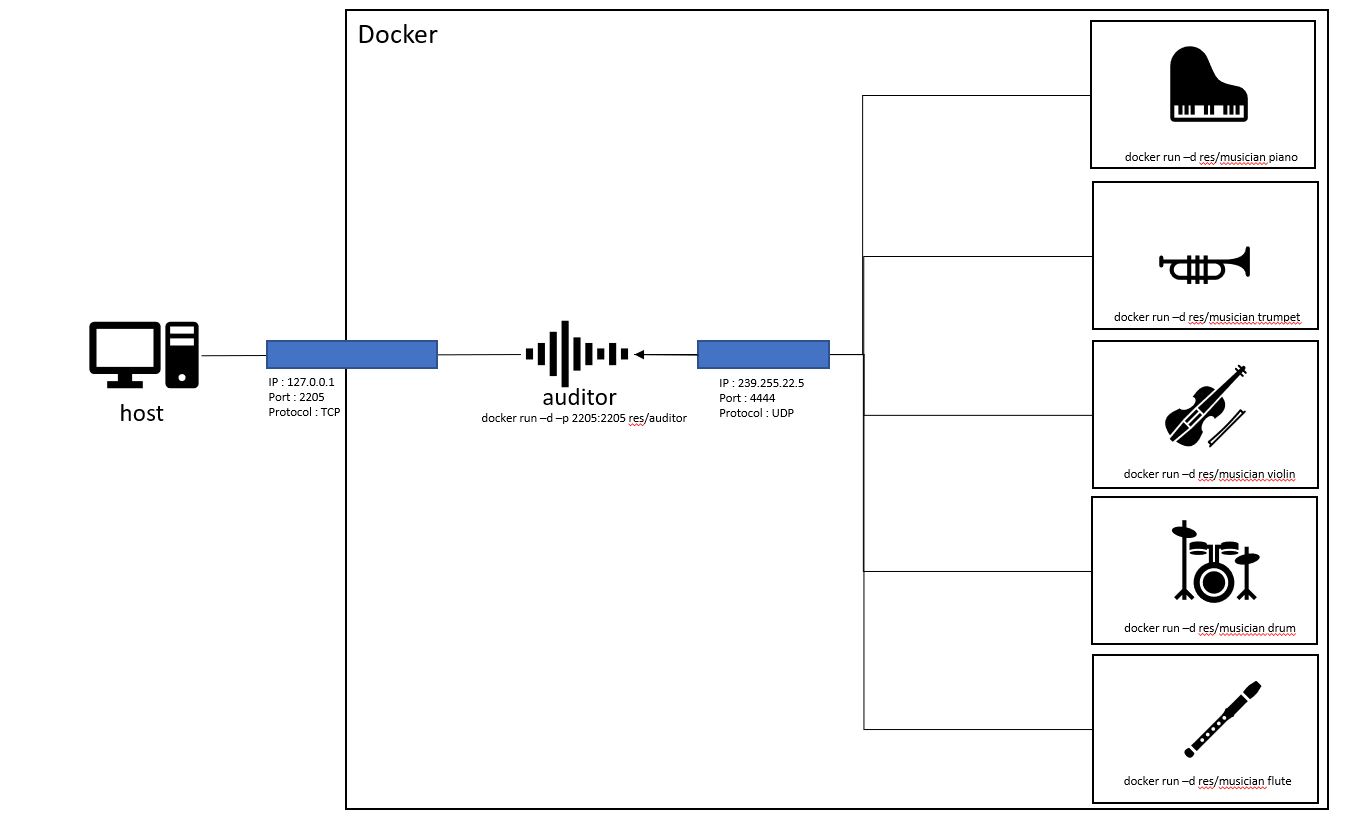 Docker
docker run –d res/musician piano
docker run –d res/musician trumpet
host
IP : 127.0.0.1
Port : 2205
Protocol : TCP
auditor
docker run –d –p 2205:2205 res/auditor
IP : 239.255.22.5
Port : 4444
Protocol : UDP
docker run –d res/musician violin
docker run –d res/musician drum
docker run –d res/musician flute